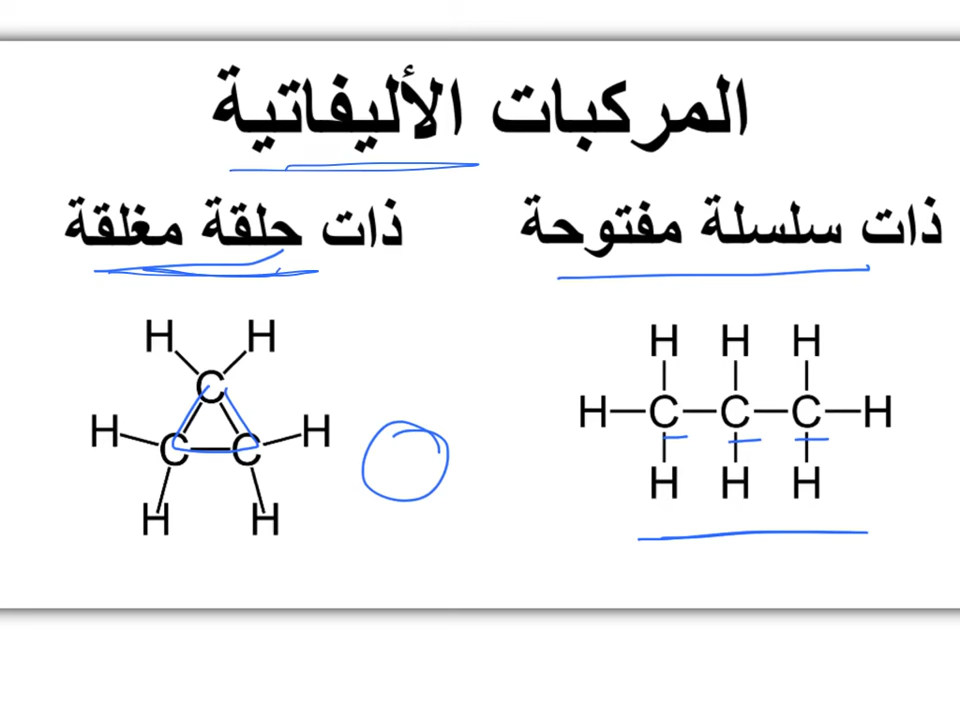 المركبات الأليفاتية
ذات سلسلة مفتوحة
ذات حلقة مغلقة
H H H
H—C—C—C—H
H H H
H H
C
H C C H
H H